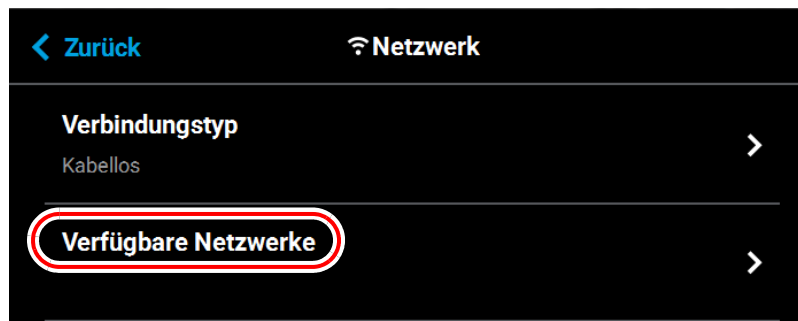 Zurück
Netzwerk
Verbindungstyp
Kabellos
Verfügbare Netzwerke